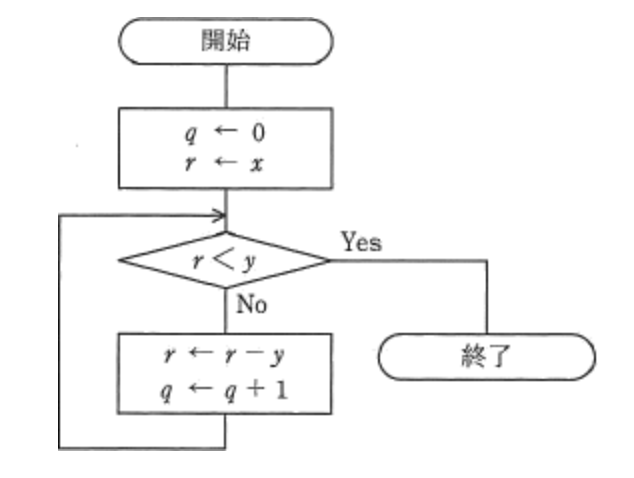 開始
q ← 0
r ← x
r < y
Yes
No
r ← r − y
q ← q + 1
終了